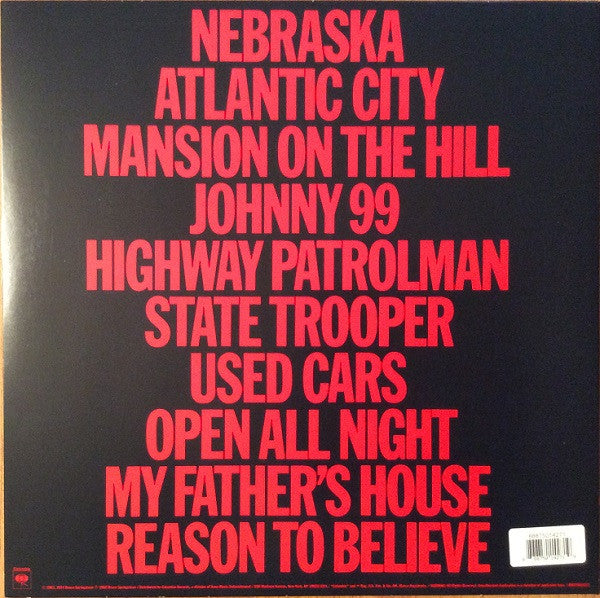 NEBRASKA
ATLANTIC CITY
MANSION ON THE HILL
JOHNNY 99
HIGHWAY PATROLMAN
STATE TROOPER
USED CARS
OPEN ALL NIGHT
MY FATHER'S HOUSE
REASON TO BELIEVE